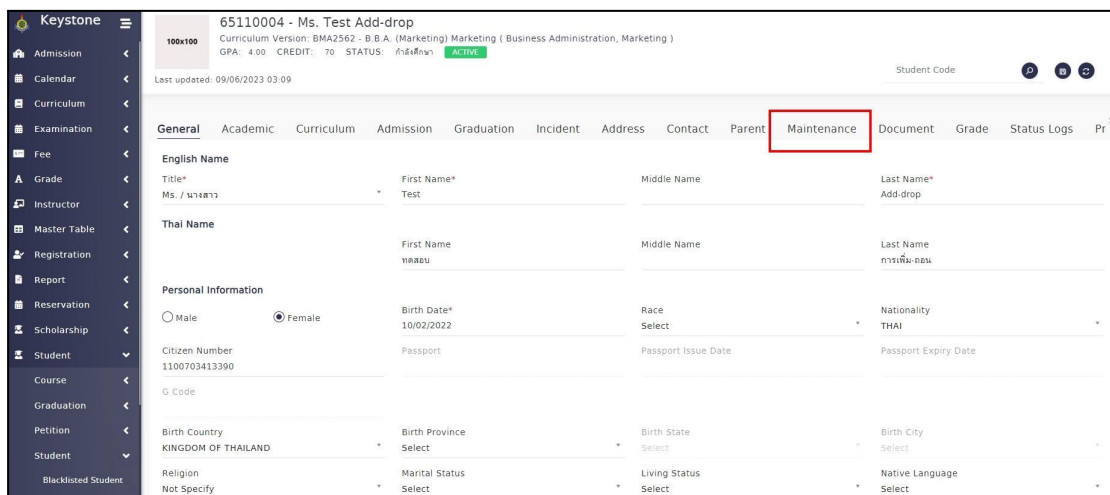 Keystone
Admission
Calendar
Curriculum
Examination
Fee
Grade
Instructor
Master Table
Registration
Report
Reservation
Scholarship
Student
Course
Graduation
Petition
Student
Blacklisted Student
100x100
65110004 - Ms. Test Add-drop
Curriculum Version: BMA2562 - B.B.A. (Marketing) Marketing ( Business Administration, Marketing )
GPA: 4.00 CREDIT: 70 STATUS: กำลังศึกษา ACTIVE
Last updated: 09/06/2023 03:09
Student Code
General Academic Curriculum Admission Graduation Incident Address Contact Parent Maintenance Document Grade Status Logs Pr
English Name
Title* First Name* Middle Name Last Name*
Ms. / นางสาว Test Add-drop
Thai Name
First Name Middle Name Last Name
ทดสอบ การเพิ่ม-ถอน
Personal Information
Male Female Birth Date* Race Nationality
10/02/2022 Select THAI
Citizen Number Passport Passport Issue Date Passport Expiry Date
1100703413390
G Code
Birth Country Birth Province Birth State Birth City
KINGDOM OF THAILAND Select Select Select
Religion Marital Status Living Status Native Language
Not Specify Select Select Select